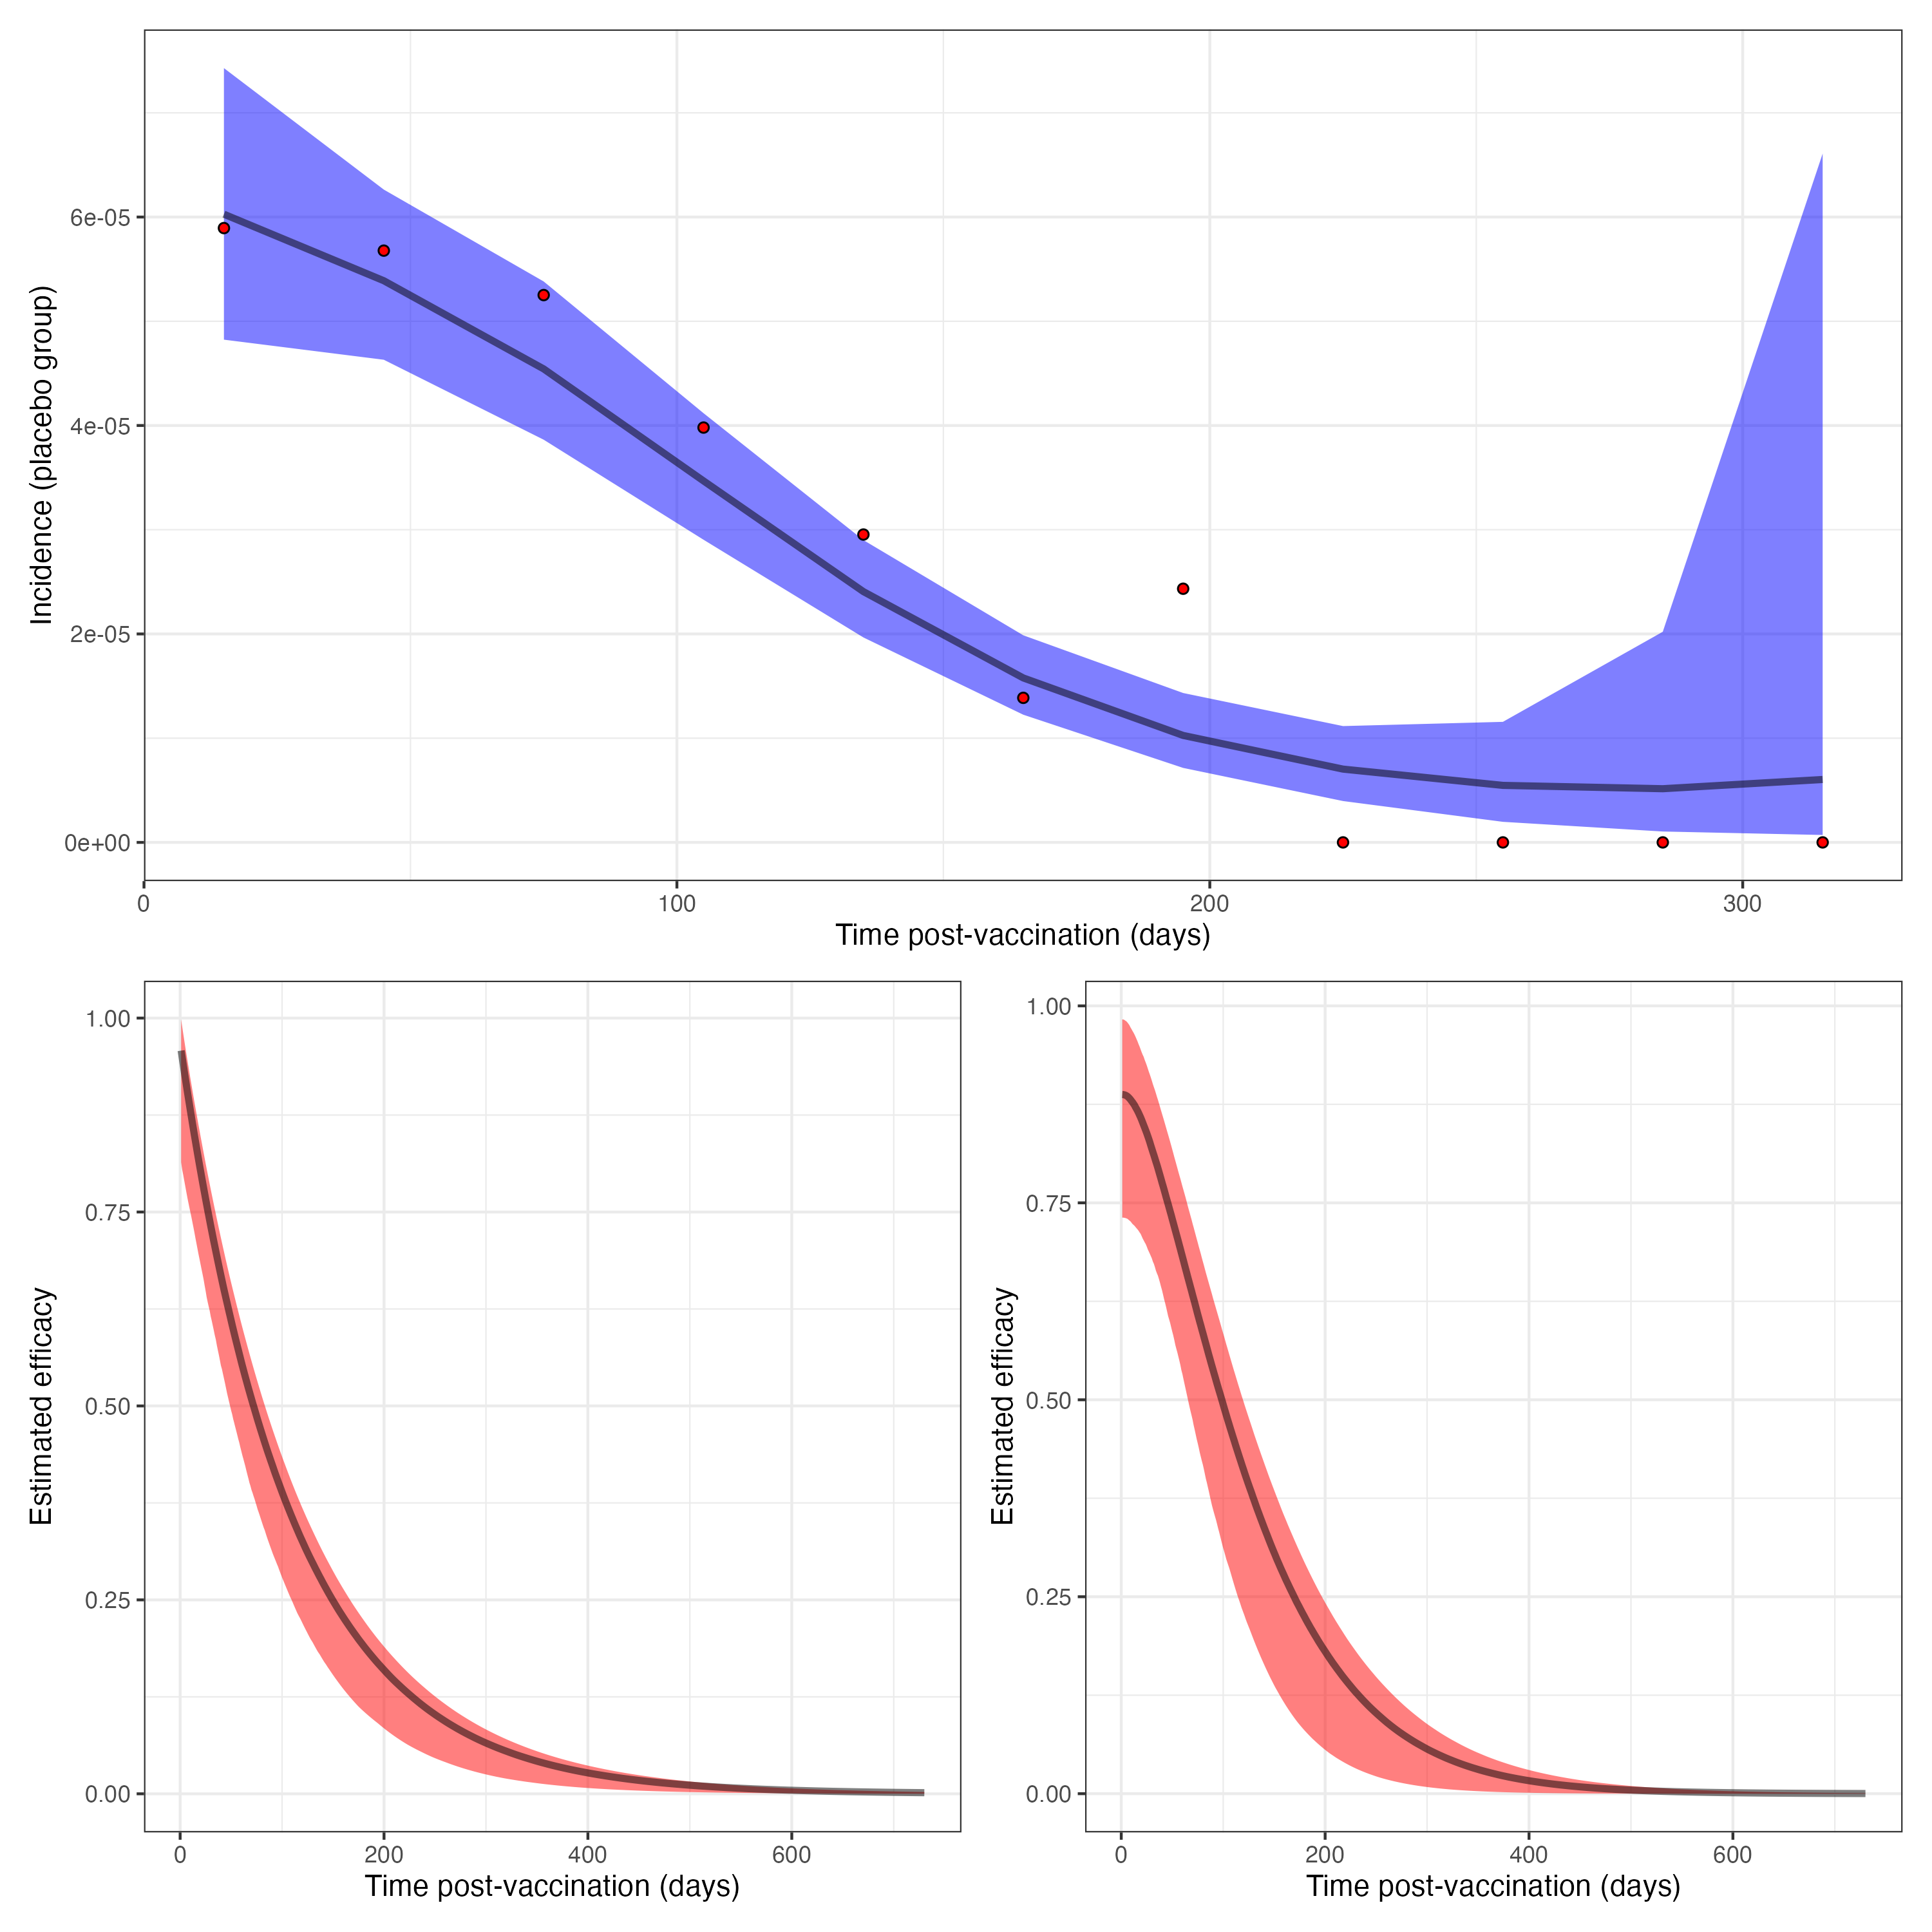 Incidence (placebo group)
6e-05
4e-05
2e-05
0e+00
0 100 200 300
Time post-vaccination (days)
Estimated efficacy
1.00
0.75
0.50
0.25
0.00
0 200 400 600
Time post-vaccination (days)
Estimated efficacy
1.00
0.75
0.50
0.25
0.00
0 200 400 600
Time post-vaccination (days)